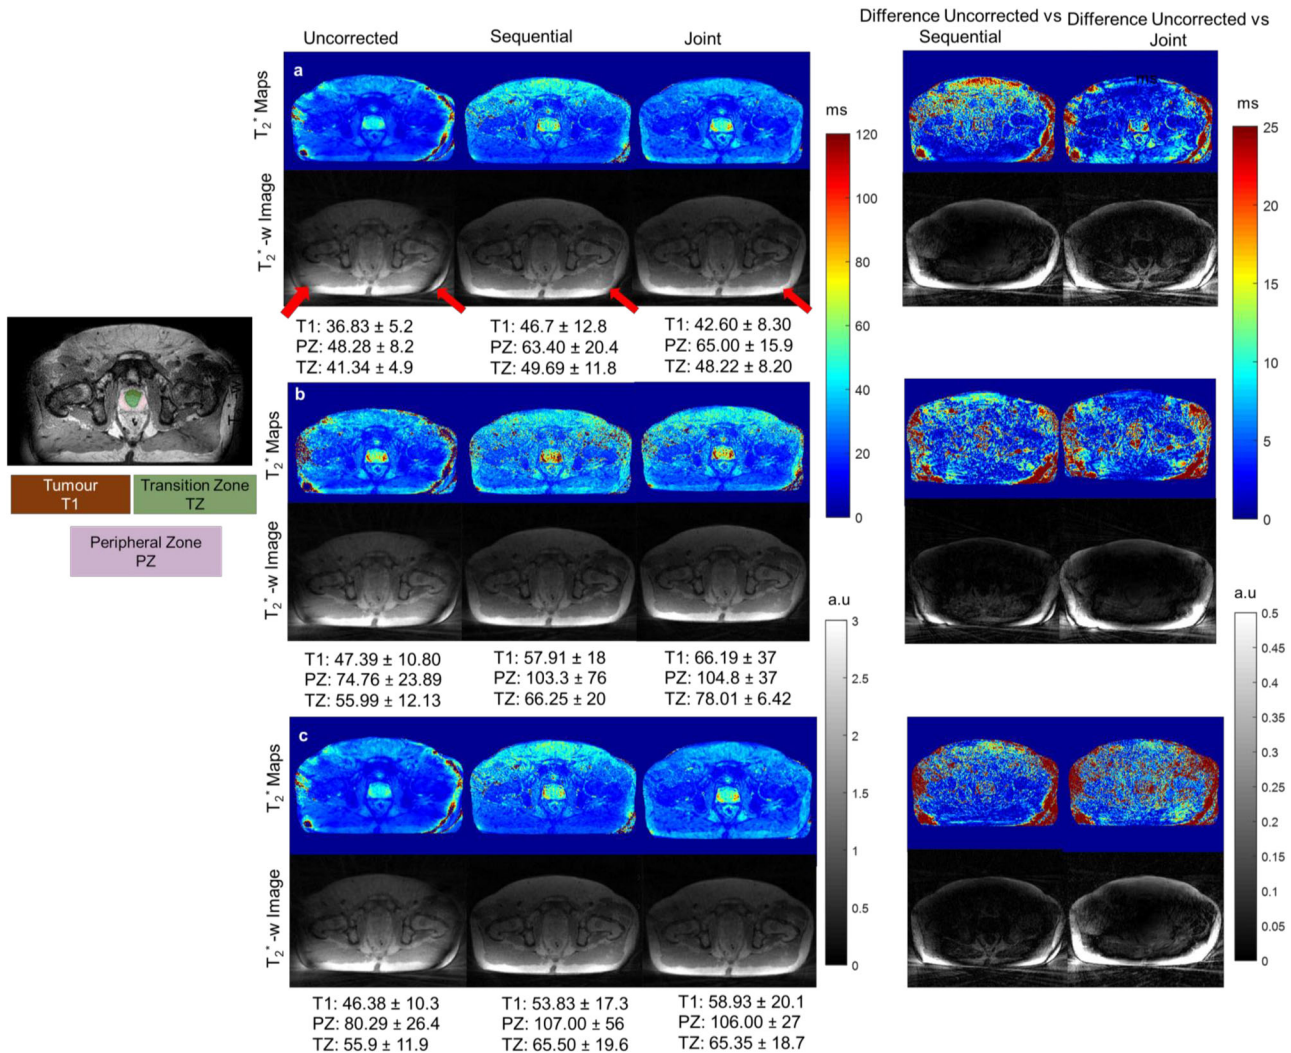 Difference Uncorrected vs Difference Uncorrected vs
Uncorrected Sequential Joint Sequential Joint
a
T2* Maps
ms
ms
ms
120
100
80
60
40
20
0
25
20
15
10
5
0
T2*-w Image
T1: 36.83 ± 5.2
PZ: 48.28 ± 8.2
TZ: 41.34 ± 4.9
T1: 46.7 ± 12.8
PZ: 63.40 ± 20.4
TZ: 49.69 ± 11.8
T1: 42.60 ± 8.30
PZ: 65.00 ± 15.9
TZ: 48.22 ± 8.20
Tumour
T1
Transition Zone
TZ
Peripheral Zone
PZ
b
T2* Maps
T2*-w Image
a.u
3
2.5
2
1.5
1
0.5
0
a.u
0.5
0.45
0.4
0.35
0.3
0.25
0.2
0.15
0.1
0.05
0
T1: 47.39 ± 10.80
PZ: 74.76 ± 23.89
TZ: 55.99 ± 12.13
T1: 57.91 ± 18
PZ: 103.3 ± 76
TZ: 66.25 ± 20
T1: 66.19 ± 37
PZ: 104.8 ± 37
TZ: 78.01 ± 6.42
c
T2* Maps
T2*-w Image
T1: 46.38 ± 10.3
PZ: 80.29 ± 26.4
TZ: 55.9 ± 11.9
T1: 53.83 ± 17.3
PZ: 107.00 ± 56
TZ: 65.50 ± 19.6
T1: 58.93 ± 20.1
PZ: 106.00 ± 27
TZ: 65.35 ± 18.7